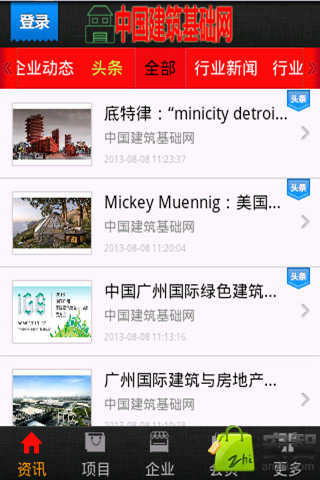 登录
中国建筑基础网
企业动态 头条 全部 行业新闻 行业
头条
底特律：“minicity detroi...
中国建筑基础网
2013-08-08 11:23:37
头条
Mickey Muennig：美国...
中国建筑基础网
2013-08-08 11:20:04
头条
中国广州国际绿色建筑...
中国建筑基础网
2013-08-08 11:13:16
广州国际建筑与房地产...
中国建筑基础网
资讯 项目 企业 会员 更多
zhi